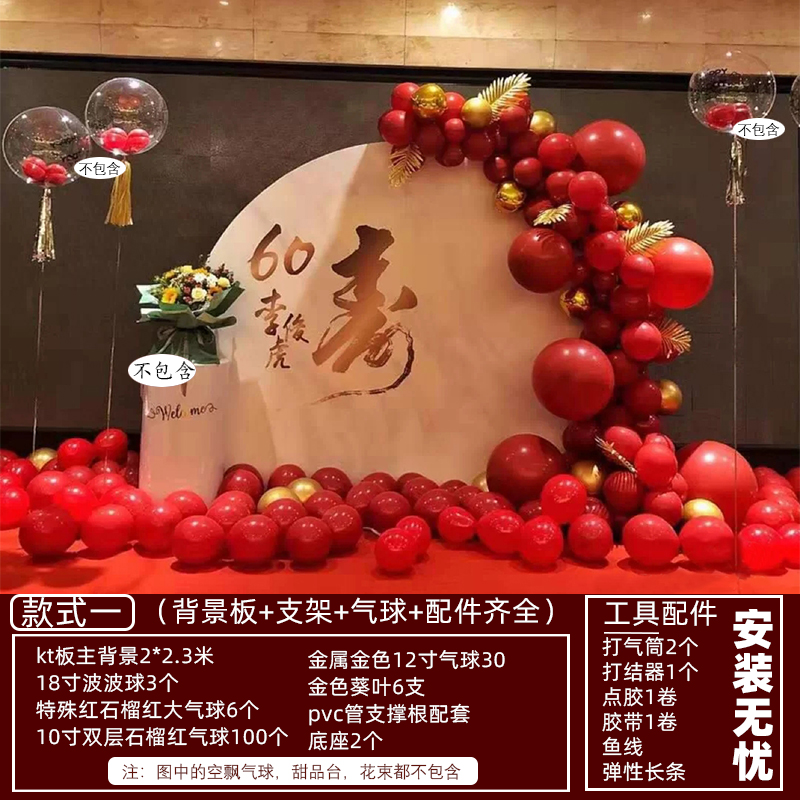 不包含
不包含
60
李俊虎
寿
不包含
Welcome
款式一
（背景板+支架+气球+配件齐全）
kt板主背景2*2.3米
18寸波波球3个
特殊红石榴红大气球6个
10寸双层石榴红气球100个
金属金色12寸气球30
金色葵叶6支
pvc管支撑根配套
底座2个
注：图中的空飘气球，甜品台，花束都不包含
工具配件
打气筒2个
打结器1个
点胶1卷
胶带1卷
鱼线
弹性长条
安装无忧